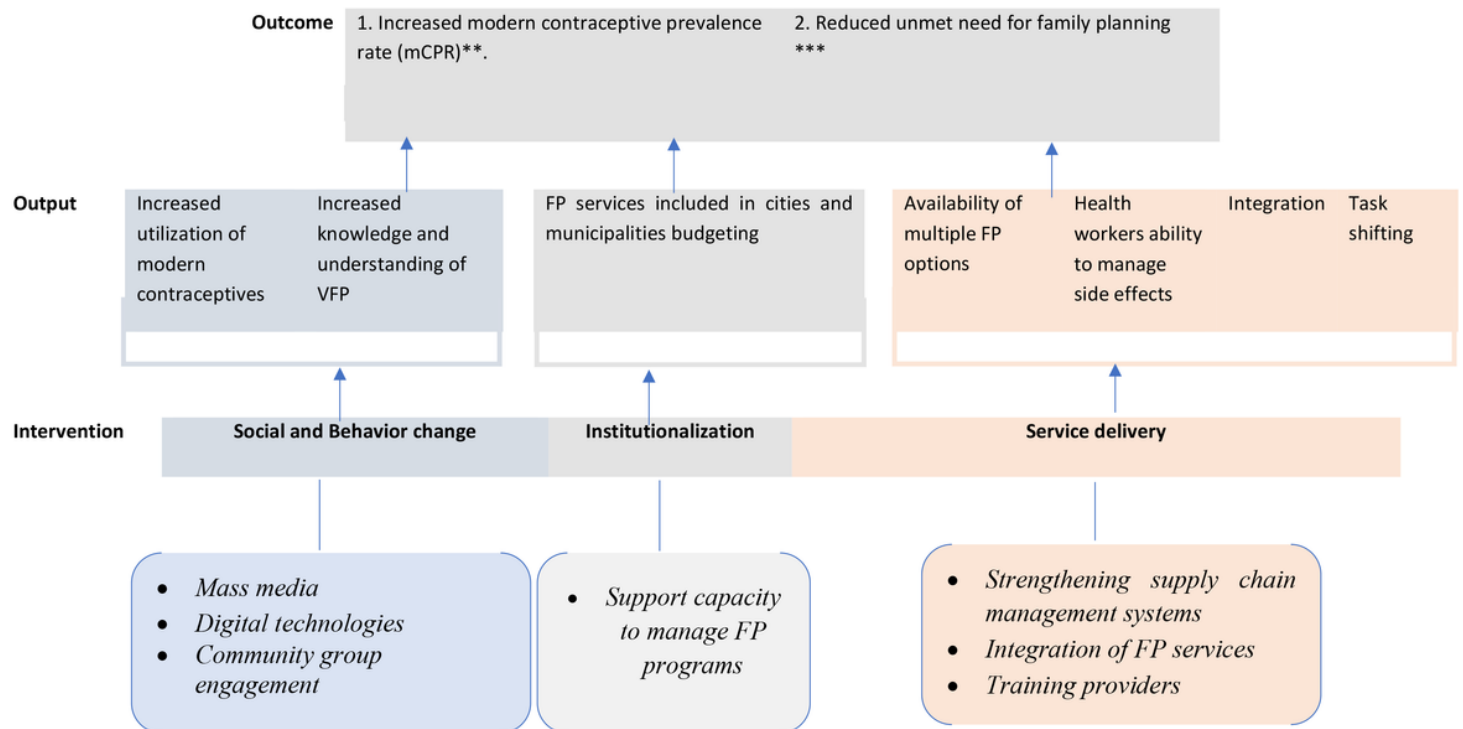 Outcome
1. Increased modern contraceptive prevalence
rate (mCPR)**.
2. Reduced unmet need for family planning
***
Output
Increased
utilization of
modern
contraceptives
Increased
knowledge and
understanding of
VFP
FP services included in cities and
municipalities budgeting
Availability of
multiple FP
options
Health
workers ability
to manage
side effects
Integration
Task
shifting
Intervention
Social and Behavior change
Institutionalization
Service delivery
• Mass media
• Digital technologies
• Community group
engagement
• Support capacity
to manage FP
programs
• Strengthening supply chain
management systems
• Integration of FP services
• Training providers